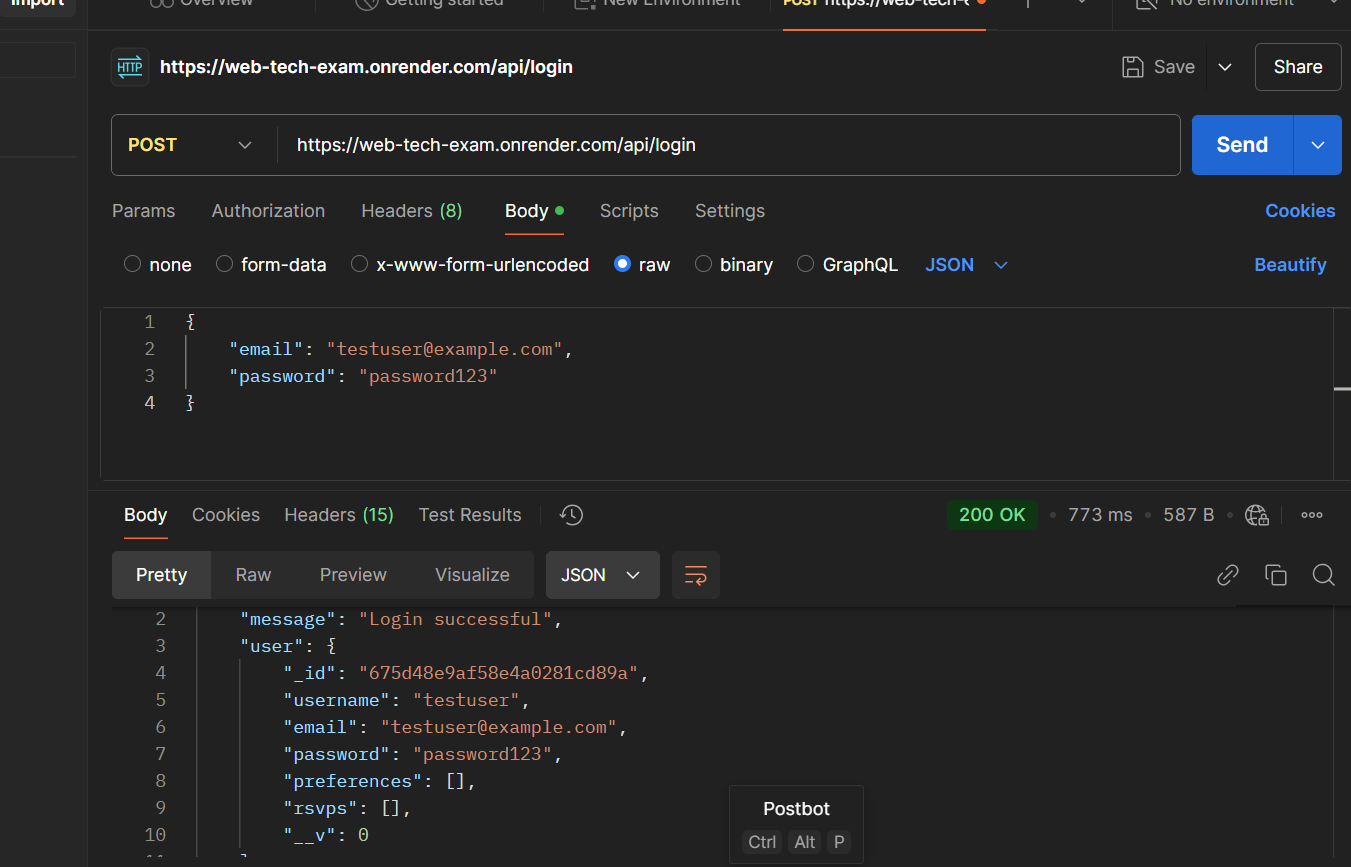 Import Overview Getting started New Environment POST https://web-tech-e No environment
HTTP https://web-tech-exam.onrender.com/api/login Save Share
POST https://web-tech-exam.onrender.com/api/login Send
Params Authorization Headers (8) Body Scripts Settings Cookies
none form-data x-www-form-urlencoded raw binary GraphQL JSON Beautify
1 {
2 "email": "testuser@example.com",
3 "password": "password123"
4 }
Body Cookies Headers (15) Test Results 200 OK • 773 ms • 587 B •
Pretty Raw Preview Visualize JSON
2 "message": "Login successful",
3 "user": {
4 "_id": "675d48e9af58e4a0281cd89a",
5 "username": "testuser",
6 "email": "testuser@example.com",
7 "password": "password123",
8 "preferences": [],
9 "rsvps": [],
10 "__v": 0
Postbot
Ctrl Alt P